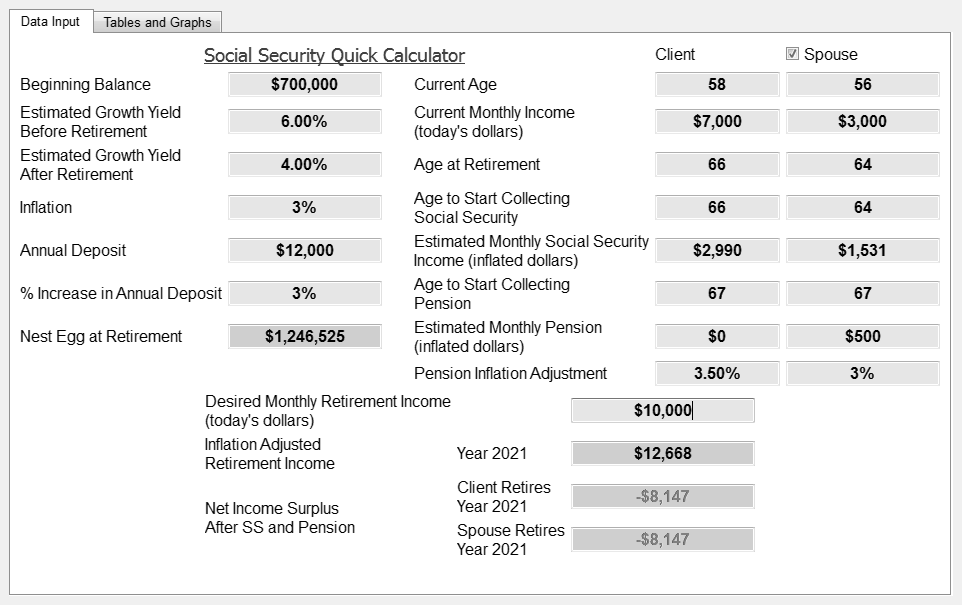 Data Input Tables and Graphs
Social Security Quick Calculator Client Spouse
Beginning Balance $700,000 Current Age 58 56
Estimated Growth Yield
Before Retirement 6.00% Current Monthly Income
(today's dollars) $7,000 $3,000
Estimated Growth Yield
After Retirement 4.00% Age at Retirement 66 64
Inflation 3% Age to Start Collecting
Social Security 66 64
Annual Deposit $12,000 Estimated Monthly Social Security
Income (inflated dollars) $2,990 $1,531
% Increase in Annual Deposit 3% Age to Start Collecting
Pension 67 67
Nest Egg at Retirement $1,246,525 Estimated Monthly Pension
(inflated dollars) $0 $500
Pension Inflation Adjustment 3.50% 3%
Desired Monthly Retirement Income
(today's dollars) $10,000
Inflation Adjusted
Retirement Income Year 2021 $12,668
Net Income Surplus
After SS and Pension Client Retires
Year 2021 -$8,147
Spouse Retires
Year 2021 -$8,147